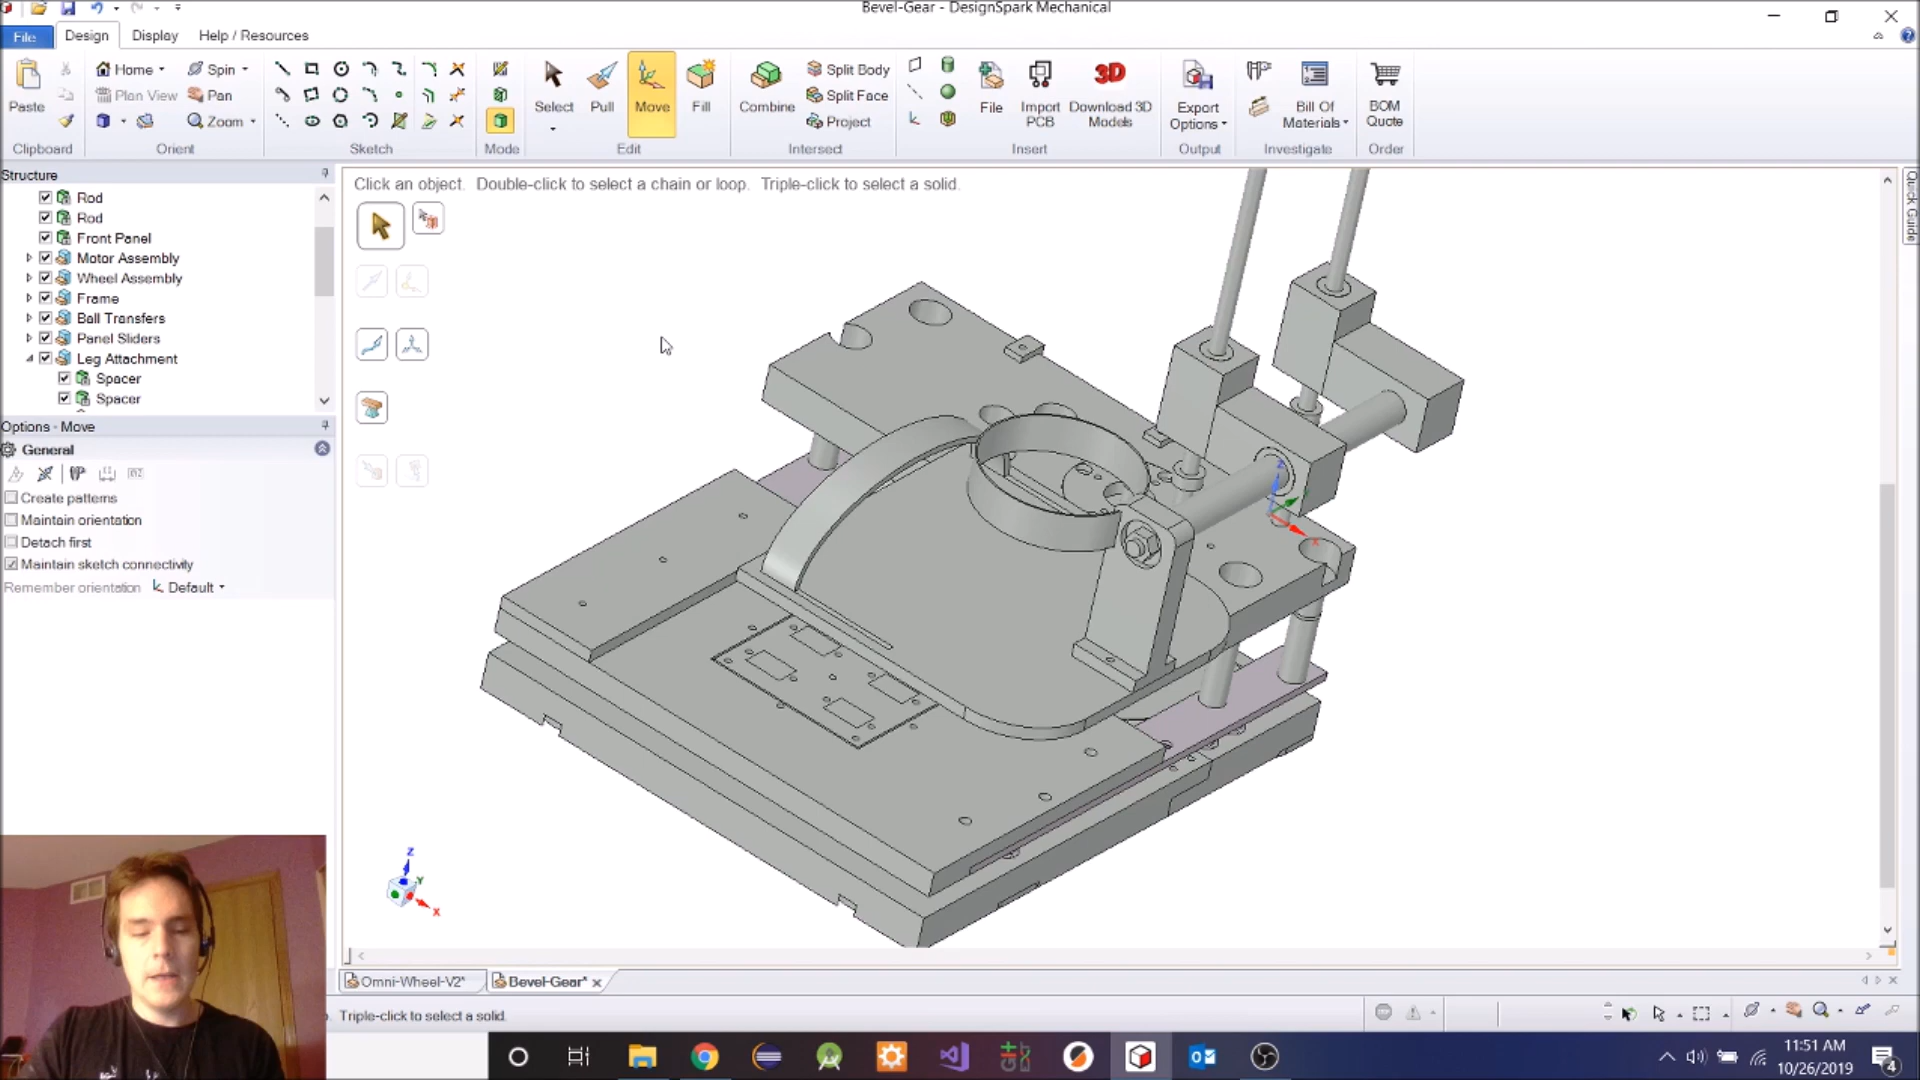 Bevel-Gear - DesignSpark Mechanical
File
Design
Display
Help / Resources
Paste
Home
Plan View
Spin
Pan
Zoom
Select
Pull
Move
Fill
Combine
Split Body
Split Face
Project
File
Import PCB
Download 3D Models
3D
Export Options
Bill Of Materials
BOM Quote
Clipboard
Orient
Sketch
Mode
Edit
Intersect
Insert
Output
Investigate
Order
Structure
Rod
Rod
Front Panel
Motor Assembly
Wheel Assembly
Frame
Ball Transfers
Panel Sliders
Leg Attachment
Spacer
Spacer
Options - Move
General
Create patterns
Maintain orientation
Detach first
Maintain sketch connectivity
Remember orientation Default
Click an object. Double-click to select a chain or loop. Triple-click to select a solid.
Quick Guide
Z
X
Z
Y
X
Omni-Wheel-V2*
Bevel-Gear*
Triple-click to select a solid.
11:51 AM
10/26/2019
4